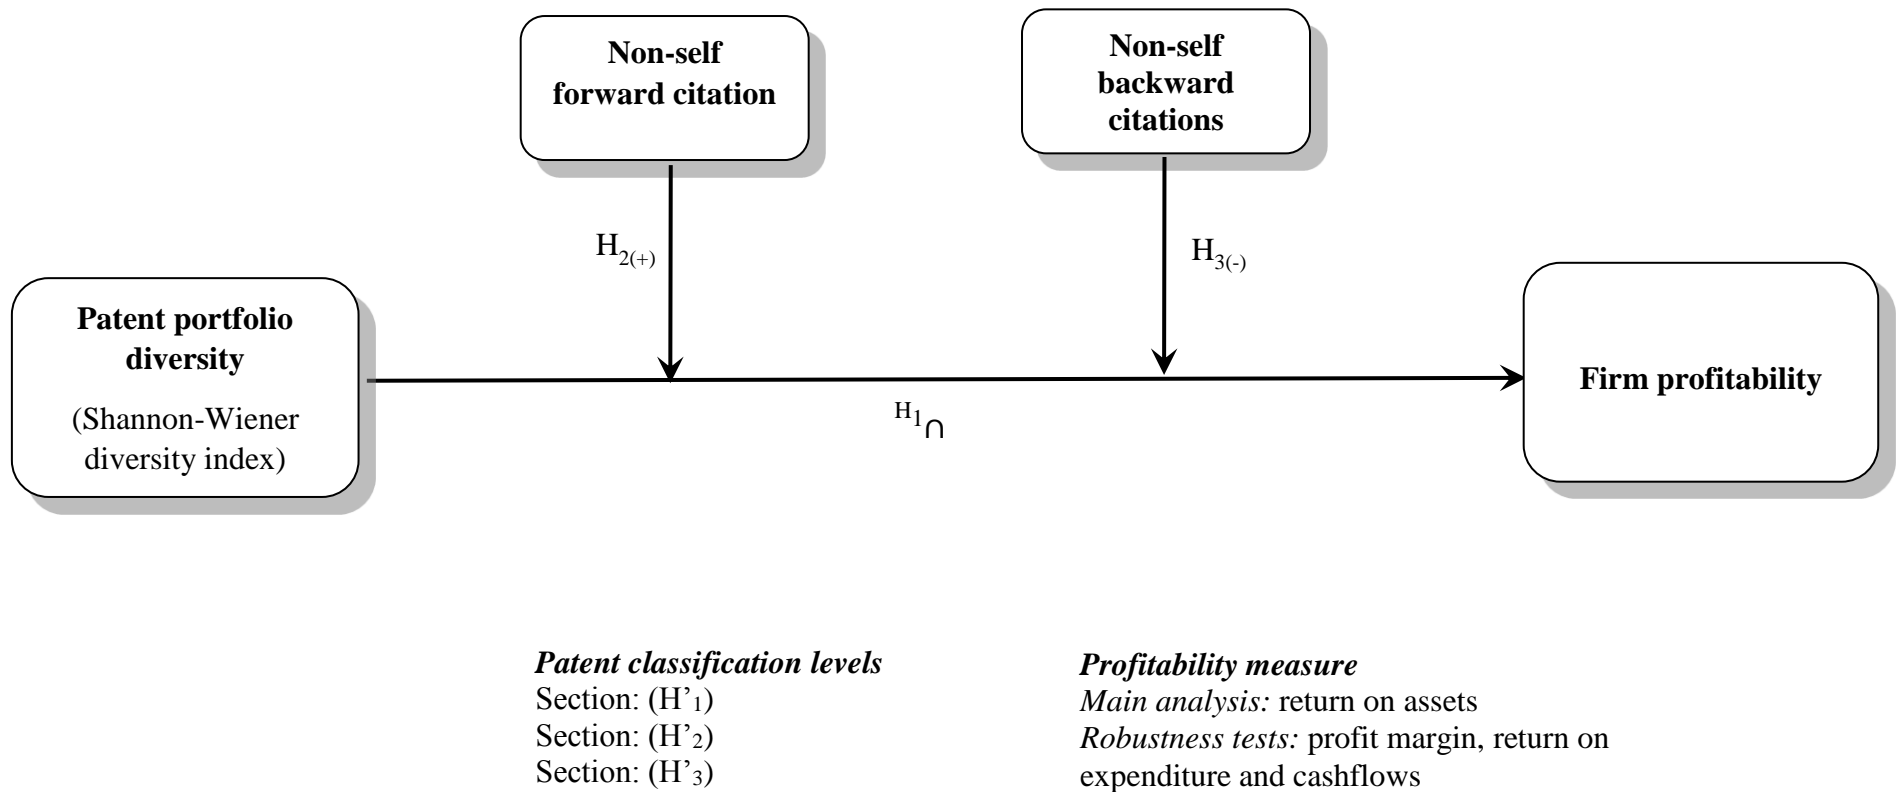 Non-self
forward citation
Non-self
backward
citations
H2(+)
H3(-)
Patent portfolio
diversity
(Shannon-Wiener
diversity index)
Firm profitability
H1∩
Patent classification levels
Section: (H’1)
Section: (H’2)
Section: (H’3)
Profitability measure
Main analysis: return on assets
Robustness tests: profit margin, return on
expenditure and cashflows